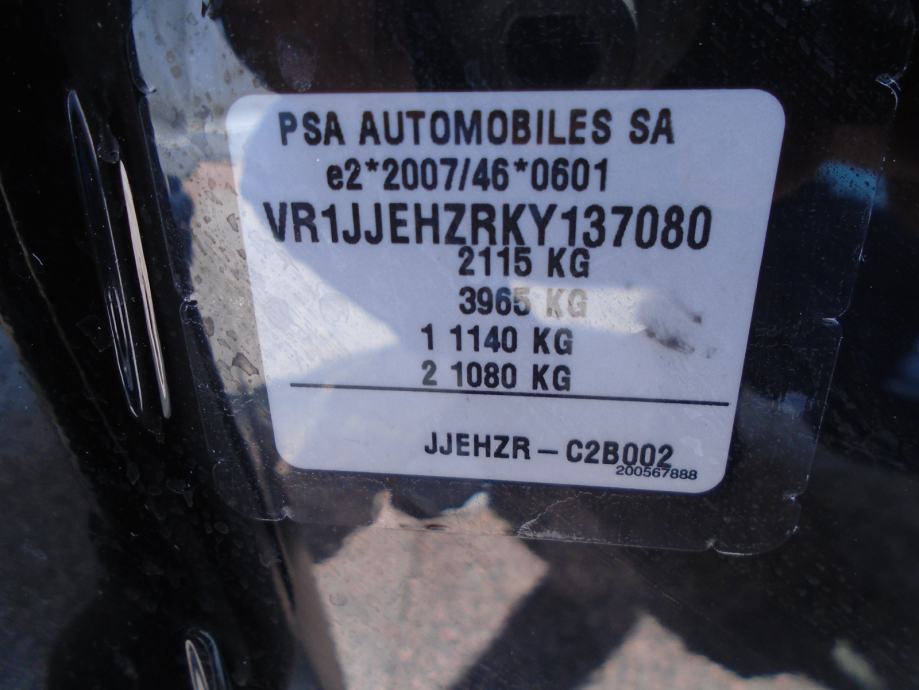 PSA AUTOMOBILES SA
e2*2007/46*0601
VR1JJEHZRKY137080
2115 KG
3965 KG
1 1140 KG
2 1080 KG
JJEHZR-C2B002
200567888